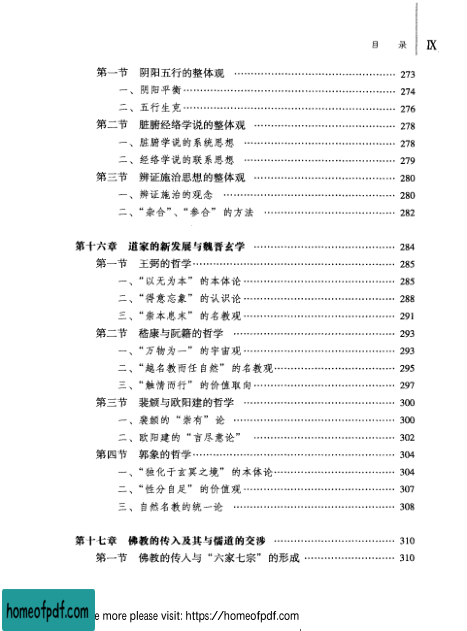 目 录 Ⅸ
第一节 阴阳五行的整体观 …………………………………… 273
一、阴阳平衡…………………………………………… 274
二、五行生克…………………………………………… 276
第二节 脏腑经络学说的整体观 ……………………………… 278
一、脏腑学说的系统思想 ……………………………… 278
二、经络学说的联系思想 ……………………………… 279
第三节 辨证施治思想的整体观 ……………………………… 280
一、辨证施治的观念 …………………………………… 280
二、“杂合”、“参合”的方法 …………………………… 282
第十六章 道家的新发展与魏晋玄学 ……………………………… 284
第一节 王弼的哲学…………………………………………… 285
一、“以无为本”的本体论……………………………… 285
二、“得意忘象”的认识论……………………………… 288
三、“崇本息末”的名教观……………………………… 291
第二节 嵇康与阮籍的哲学 …………………………………… 293
一、“万物为一”的宇宙观……………………………… 293
二、“越名教而任自然”的名教观……………………… 295
三、“触情而行”的价值取向…………………………… 297
第三节 裴頠与欧阳建的哲学 ………………………………… 300
一、裴頠的“崇有”论 ………………………………… 300
二、欧阳建的“言尽意论” …………………………… 302
第四节 郭象的哲学…………………………………………… 304
一、“独化于玄冥之境”的本体论……………………… 304
二、“性分自足”的价值观……………………………… 307
三、自然名教的统一论 ………………………………… 308
第十七章 佛教的传入及其与儒道的交涉 ………………………… 310
第一节 佛教的传入与“六家七宗”的形成 ………………… 310
homeofpdf.com
e more please visit: https://homeofpdf.com